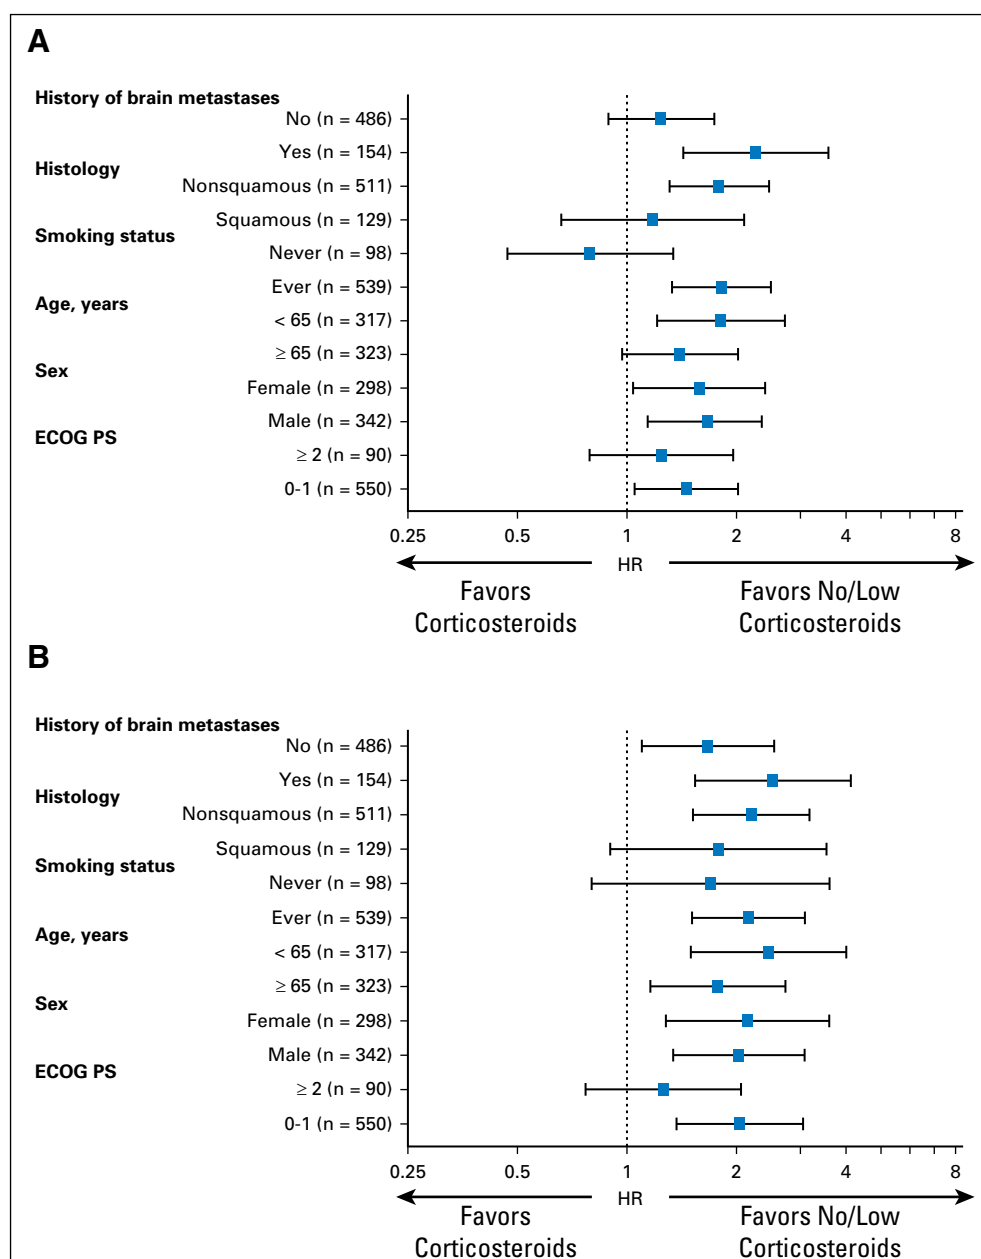 A
History of brain metastases
No (n = 486)
Yes (n = 154)
Histology
Nonsquamous (n = 511)
Squamous (n = 129)
Smoking status
Never (n = 98)
Ever (n = 539)
Age, years
< 65 (n = 317)
≥ 65 (n = 323)
Sex
Female (n = 298)
Male (n = 342)
ECOG PS
≥ 2 (n = 90)
0-1 (n = 550)
0.25 0.5 1 2 4 8
HR
Favors
Corticosteroids
Favors No/Low
Corticosteroids
B
History of brain metastases
No (n = 486)
Yes (n = 154)
Histology
Nonsquamous (n = 511)
Squamous (n = 129)
Smoking status
Never (n = 98)
Ever (n = 539)
Age, years
< 65 (n = 317)
≥ 65 (n = 323)
Sex
Female (n = 298)
Male (n = 342)
ECOG PS
≥ 2 (n = 90)
0-1 (n = 550)
0.25 0.5 1 2 4 8
HR
Favors
Corticosteroids
Favors No/Low
Corticosteroids